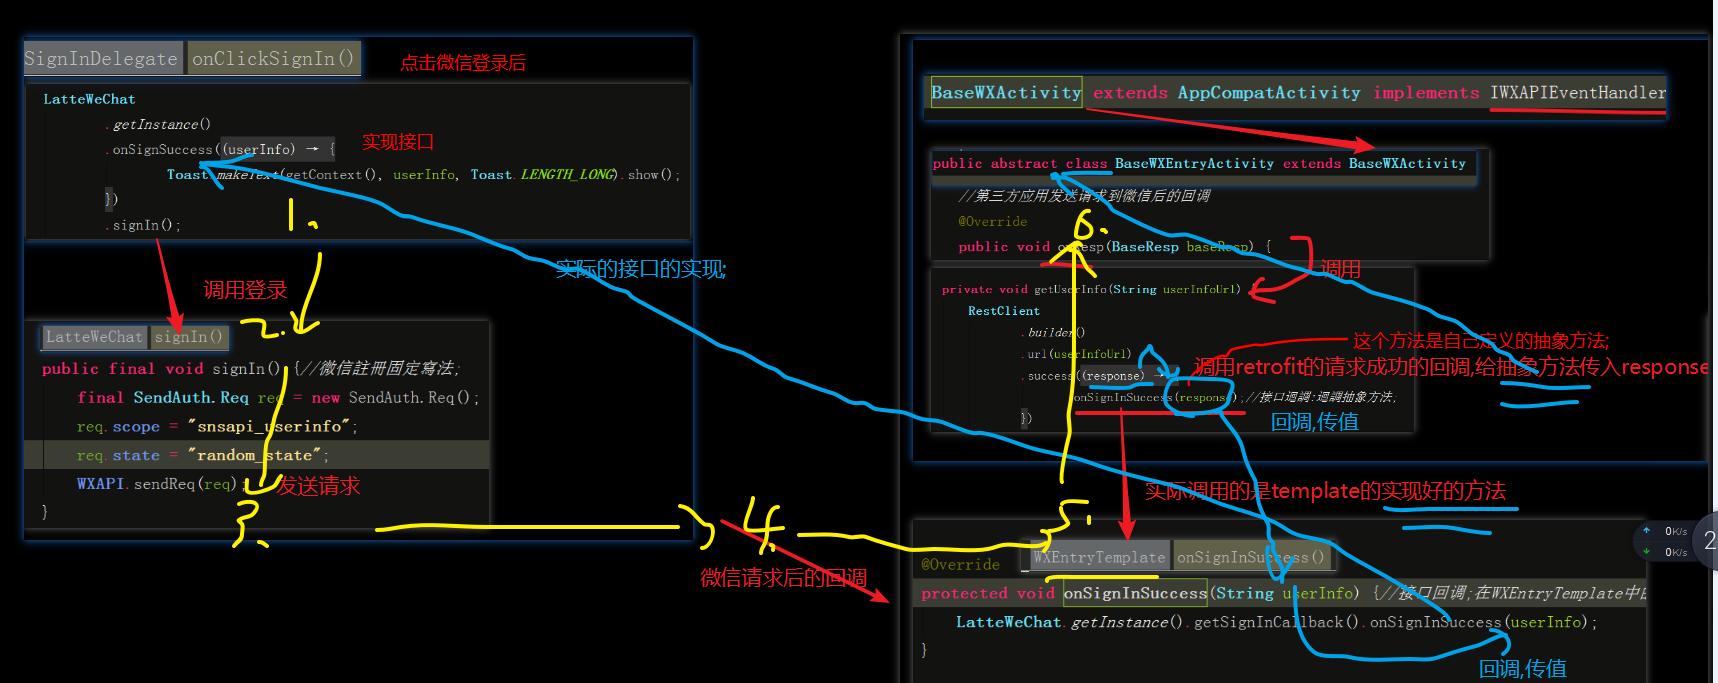 SignInDelegate onClickSignIn()
点击微信登录后
LatteWeChat
.getInstance()
.onSignSuccess((userInfo) → {
实现接口
Toast.makeText(getContext(), userInfo, Toast.LENGTH_LONG).show();
})
.signIn();
1.
调用登录
实际的接口的实现;
2.
LatteWeChat signIn()
public final void signIn() {//微信註冊固定寫法;
final SendAuth.Req req = new SendAuth.Req();
req.scope = "snsapi_userinfo";
req.state = "random_state";
WXAPI.sendReq(req);
发送请求
}
3.
4.
微信请求后的回调
BaseWXActivity extends AppCompatActivity implements IWXAPIEventHandler
public abstract class BaseWXEntryActivity extends BaseWXActivity
//第三方应用发送请求到微信后的回调
@Override
6.
public void onResp(BaseResp baseResp) {
调用
private void getUserInfo(String userInfoUrl) {
RestClient
.builder()
.url(userInfoUrl)
这个方法是自己定义的抽象方法;
.success((response) →
调用retrofit的请求成功的回调,给抽象方法传入response
onSignInSuccess(response);//接口迴調:迴調抽象方法;
})
回调,传值
实际调用的是template的实现好的方法
5.
WXEntryTemplate onSignInSuccess()
@Override
protected void onSignInSuccess(String userInfo) {//接口回调;在WXEntryTemplate中的
LatteWeChat.getInstance().getSignInCallback().onSignInSuccess(userInfo);
}
回调,传值
0K/s
0K/s
2